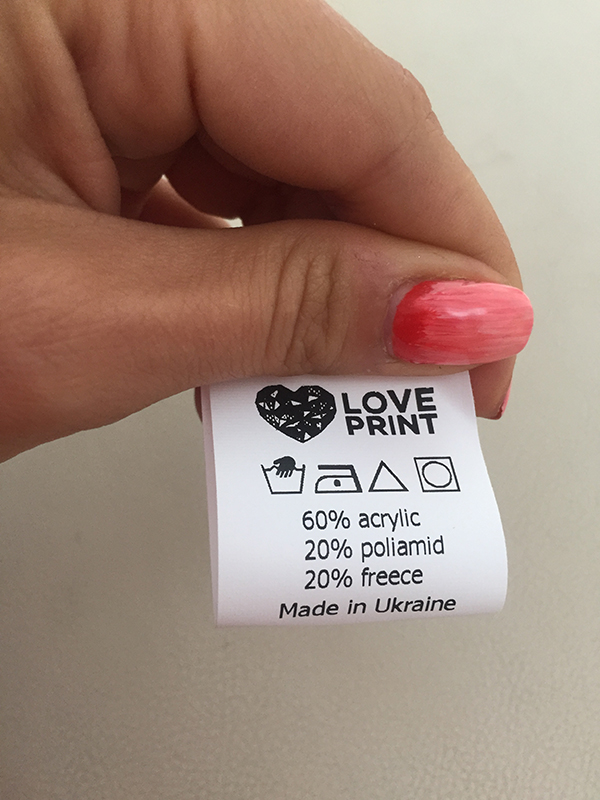 LOVE
PRINT
60% acrylic
20% poliamid
20% freece
Made in Ukraine